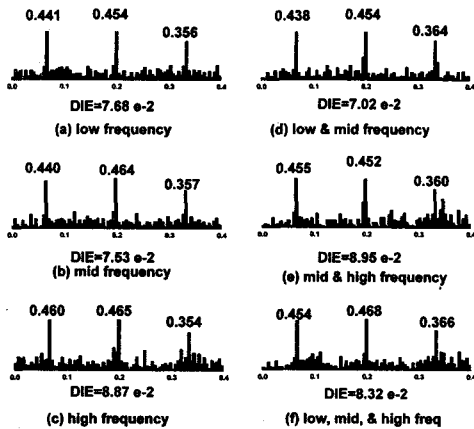 0.441 0.454 0.356
0.0 0.1 0.2 0.3 0.4
DIE=7.68 e-2
(a) low frequency
0.438 0.454 0.364
0.0 0.1 0.2 0.3 0.4
DIE=7.02 e-2
(d) low & mid frequency
0.440 0.464 0.357
0.0 0.1 0.2 0.3 0.4
DIE=7.53 e-2
(b) mid frequency
0.455 0.452 0.360
0.0 0.1 0.2 0.3 0.4
DIE=8.95 e-2
(e) mid & high frequency
0.460 0.465 0.354
0.0 0.1 0.2 0.3 0.4
DIE=8.87 e-2
(c) high frequency
0.454 0.468 0.366
0.0 0.1 0.2 0.3 0.4
DIE=8.32 e-2
(f) low, mid, & high freq